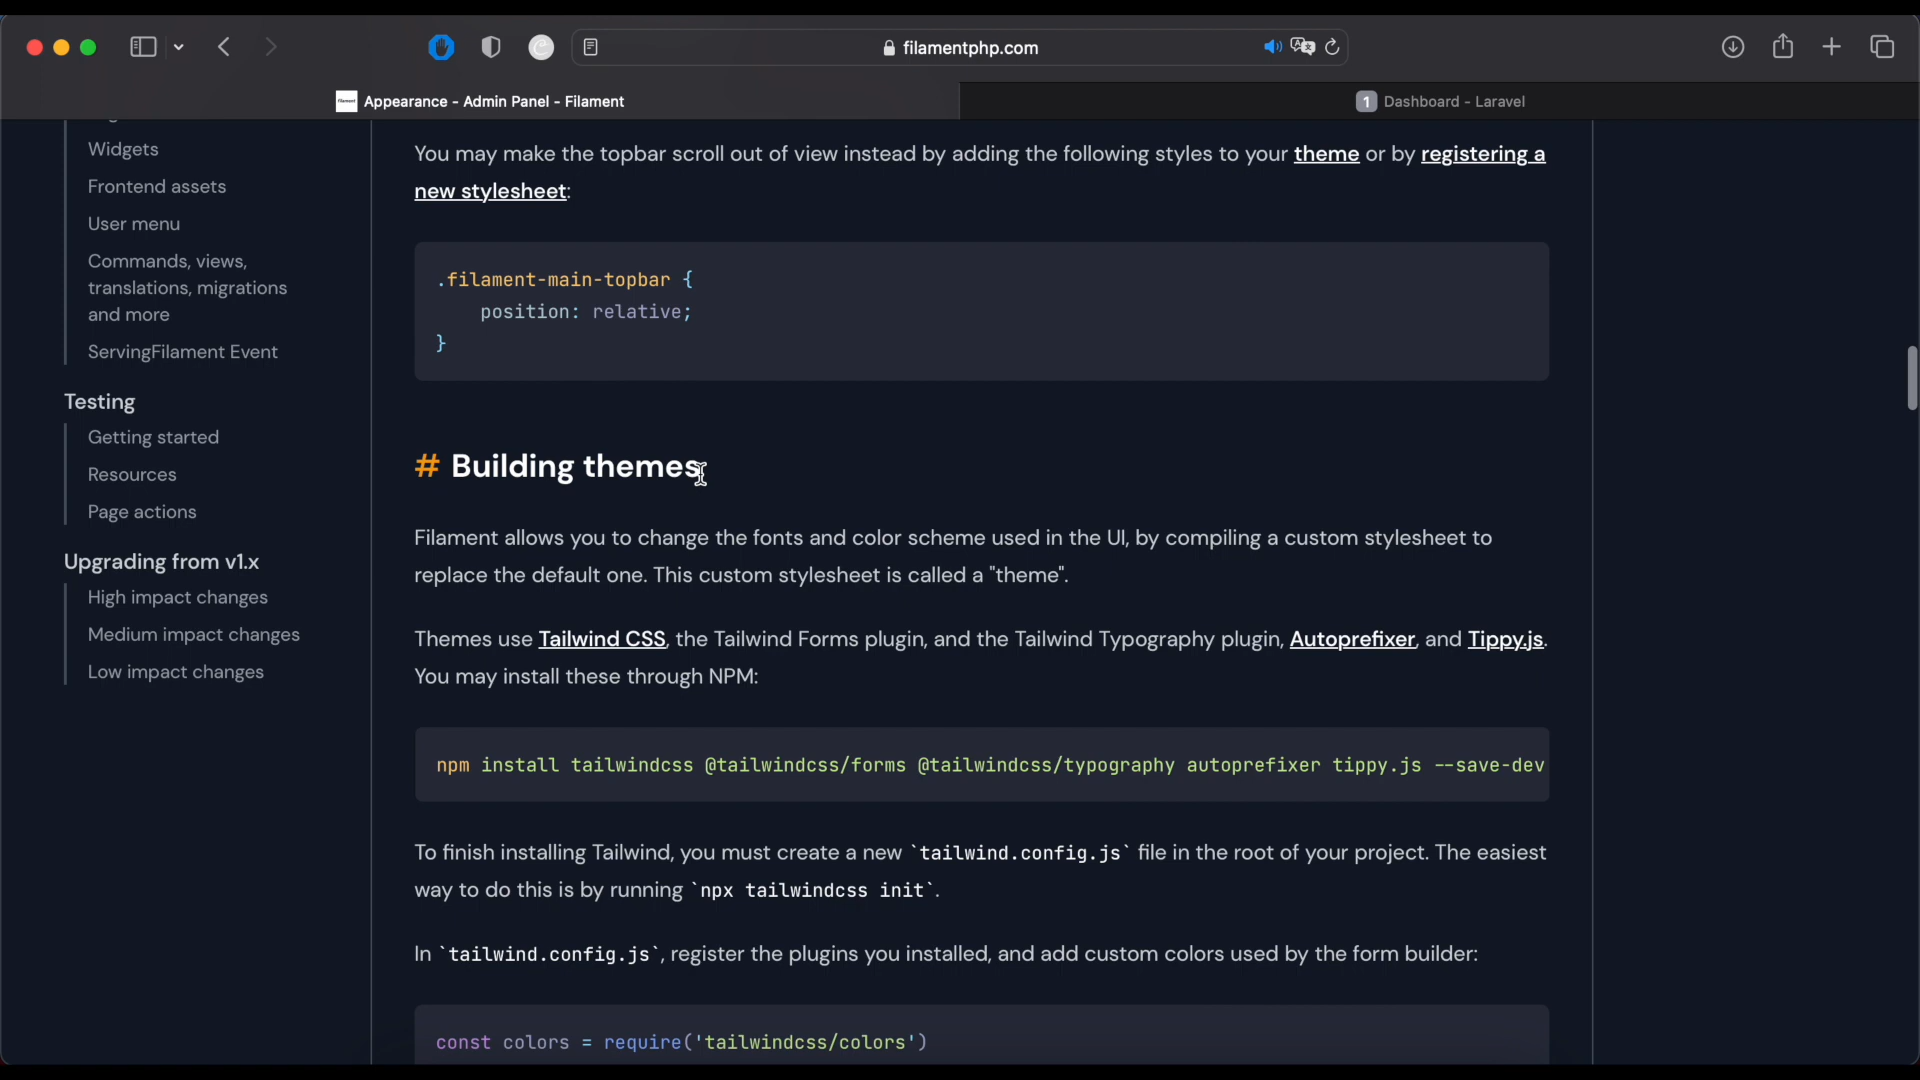 filamentphp.com
Appearance - Admin Panel - Filament
1 Dashboard - Laravel
Widgets
Frontend assets
User menu
Commands, views,
translations, migrations
and more
ServingFilament Event
Testing
Getting started
Resources
Page actions
Upgrading from v1.x
High impact changes
Medium impact changes
Low impact changes
You may make the topbar scroll out of view instead by adding the following styles to your theme or by registering a
new stylesheet:
.filament-main-topbar {
    position: relative;
}
# Building themes
Filament allows you to change the fonts and color scheme used in the UI, by compiling a custom stylesheet to
replace the default one. This custom stylesheet is called a "theme".
Themes use Tailwind CSS, the Tailwind Forms plugin, and the Tailwind Typography plugin, Autoprefixer, and Tippy.js.
You may install these through NPM:
npm install tailwindcss @tailwindcss/forms @tailwindcss/typography autoprefixer tippy.js --save-dev
To finish installing Tailwind, you must create a new `tailwind.config.js` file in the root of your project. The easiest
way to do this is by running `npx tailwindcss init`.
In `tailwind.config.js`, register the plugins you installed, and add custom colors used by the form builder:
const colors = require('tailwindcss/colors')